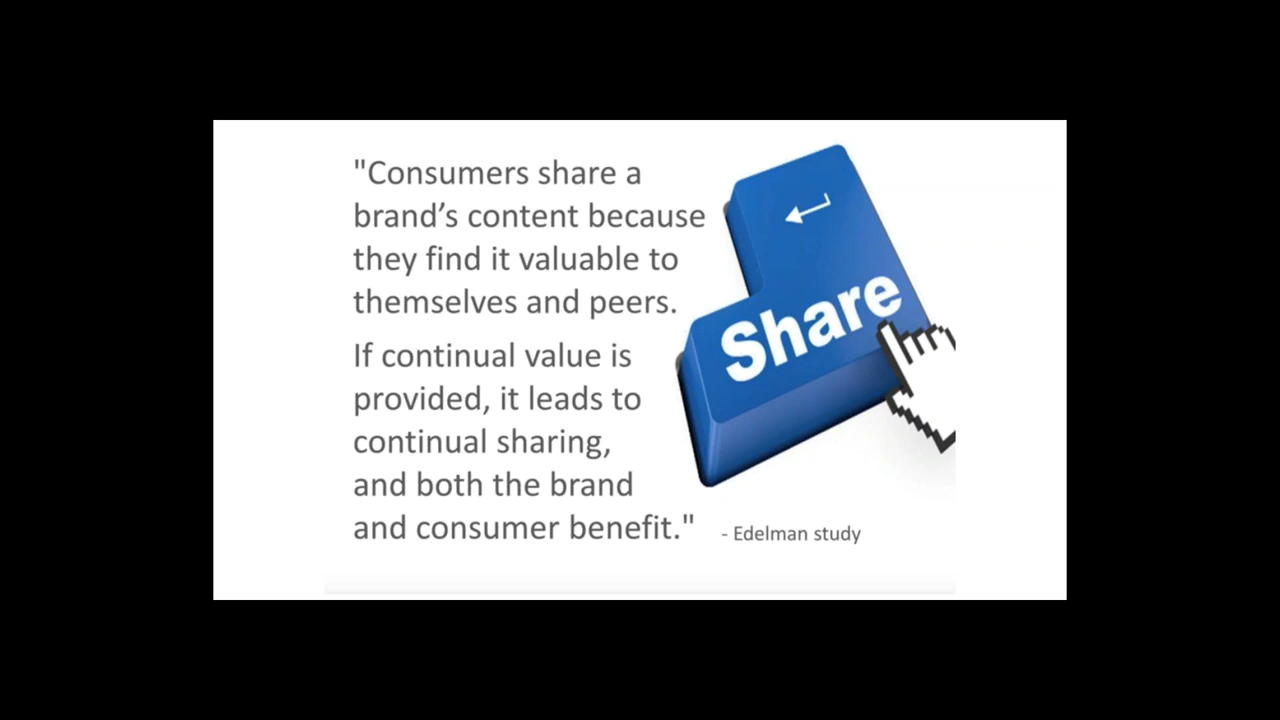 "Consumers share a
brand’s content because
they find it valuable to
themselves and peers.
If continual value is
provided, it leads to
continual sharing,
and both the brand
and consumer benefit."
- Edelman study
Share